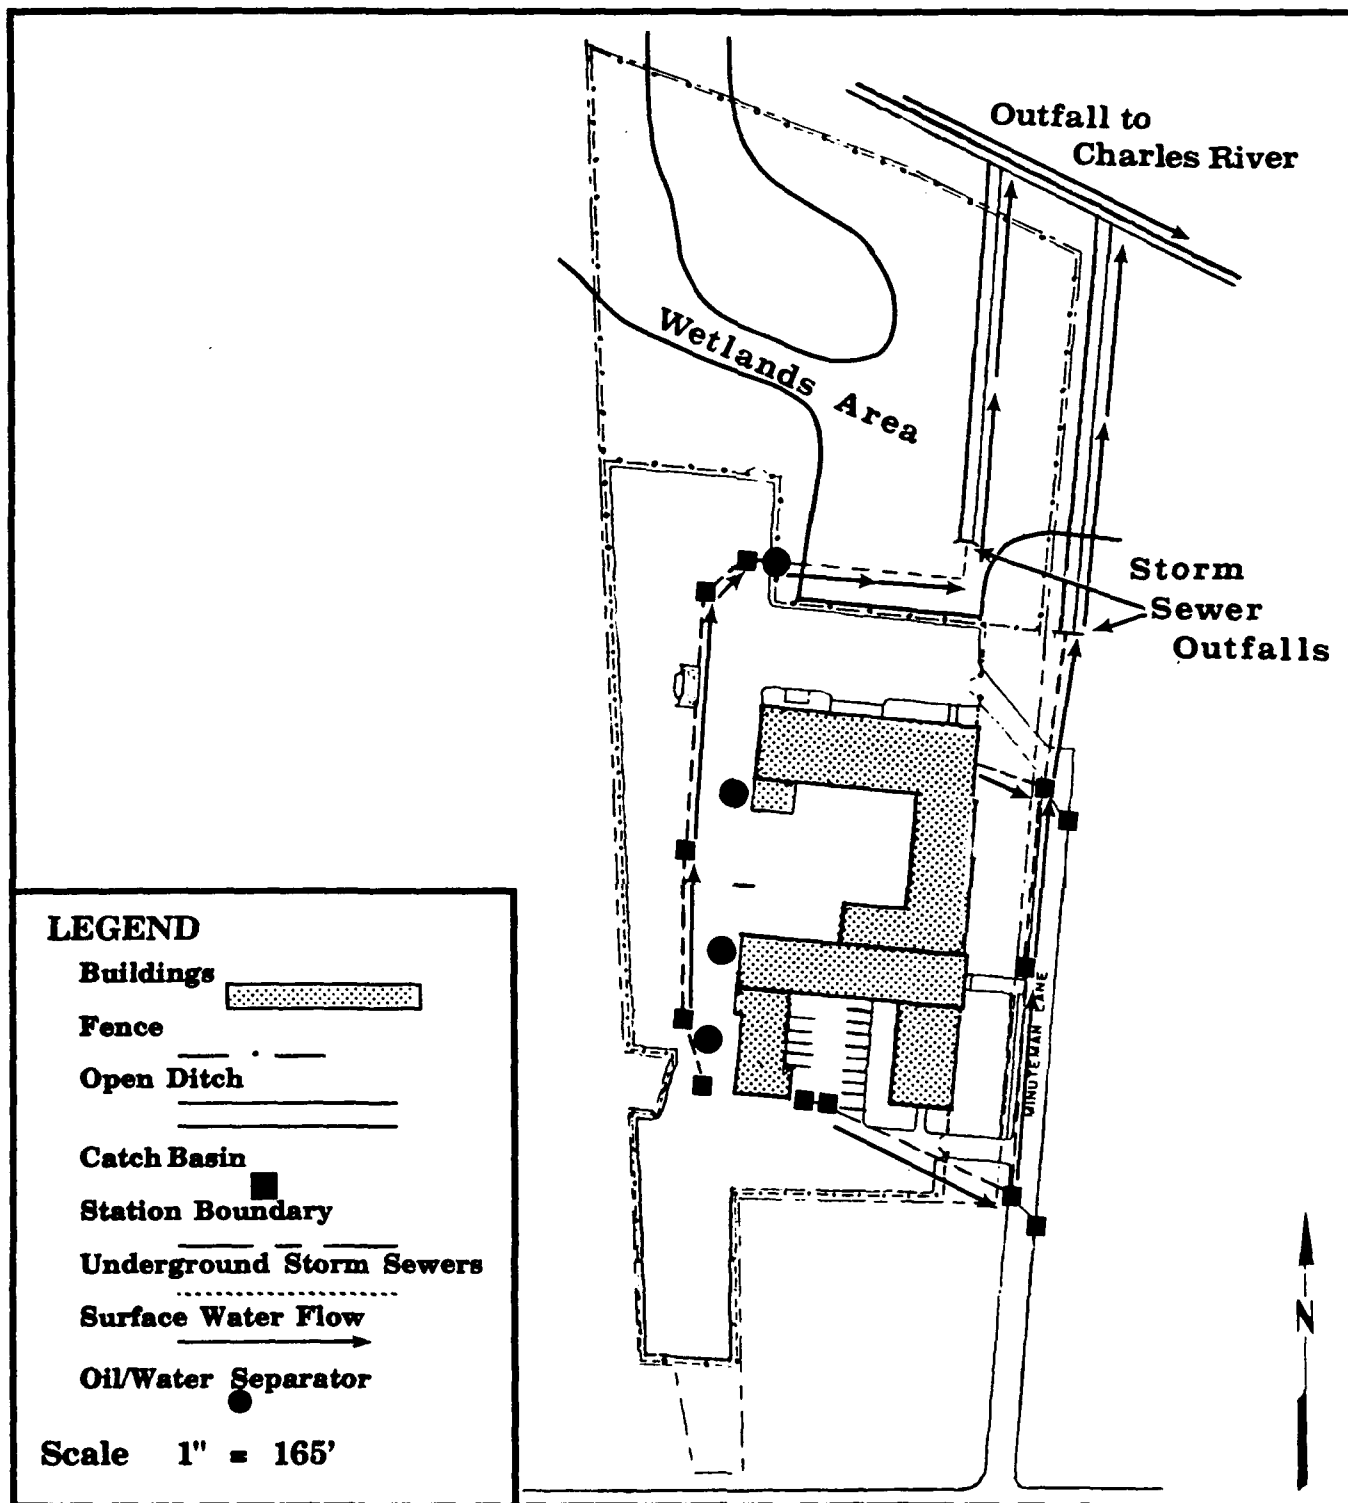 Outfall to
Charles River
Wetlands Area
Storm
Sewer
Outfalls
MINUTEMAN LANE
LEGEND
Buildings
Fence
Open Ditch
Catch Basin
Station Boundary
Underground Storm Sewers
Surface Water Flow
Oil/Water Separator
Scale 1" = 165'
N